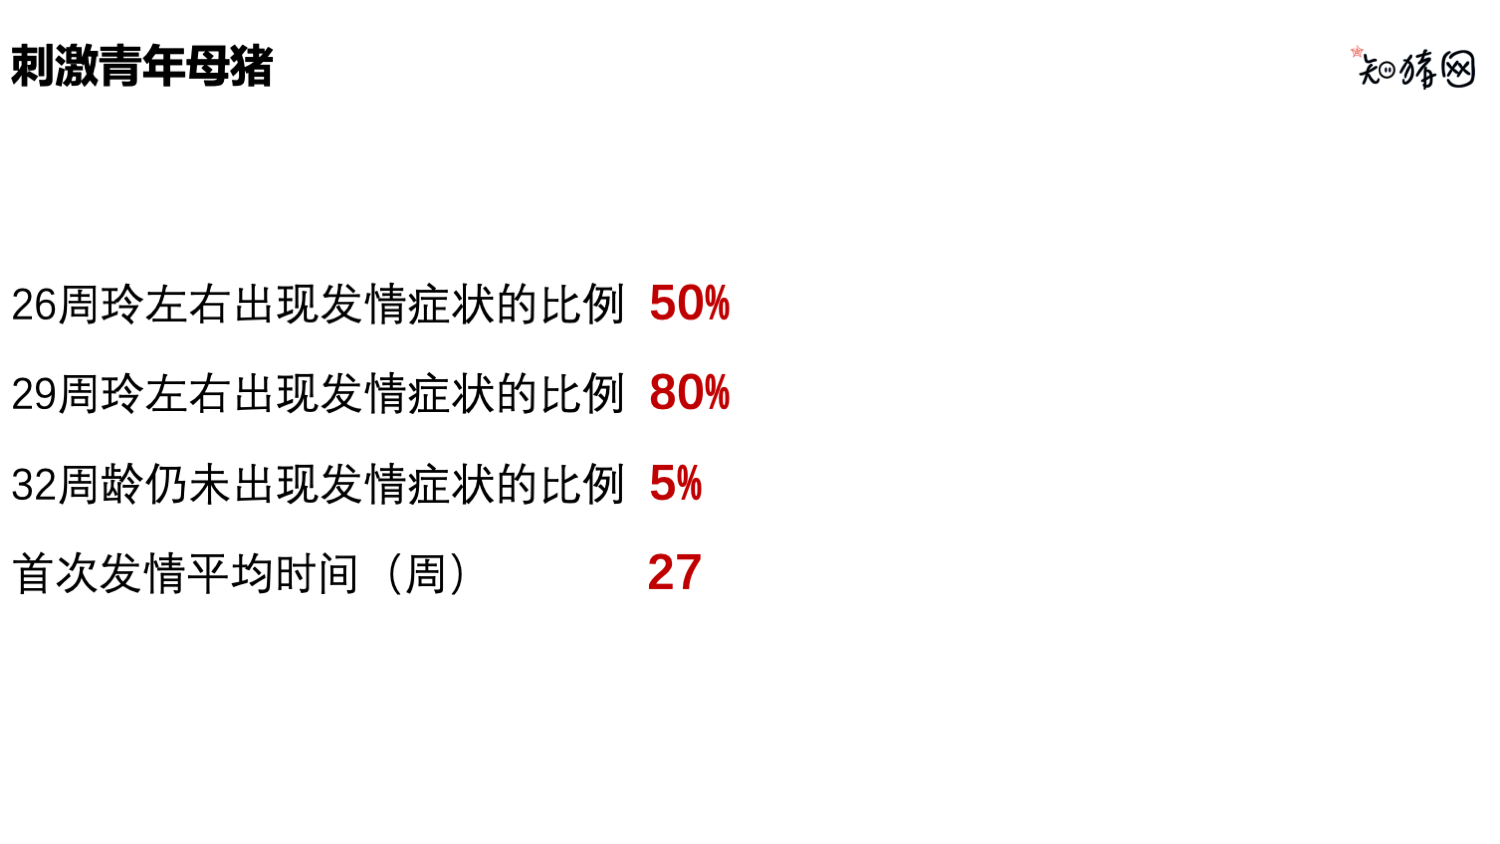 刺激青年母猪
知猪网
26周玲左右出现发情症状的比例 50%
29周玲左右出现发情症状的比例 80%
32周龄仍未出现发情症状的比例 5%
首次发情平均时间（周） 27